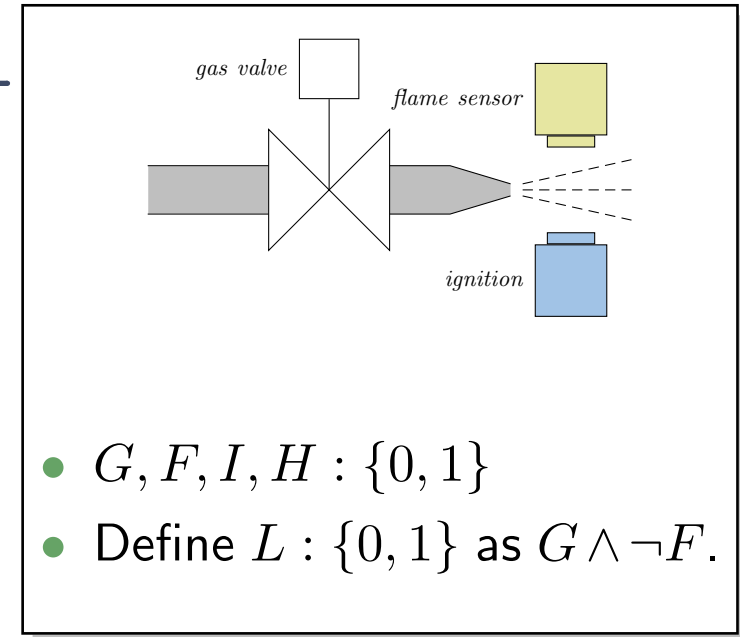 gas valve
flame sensor
ignition
• G, F, I, H : {0, 1}
• Define L : {0, 1} as G ∧ ¬F.